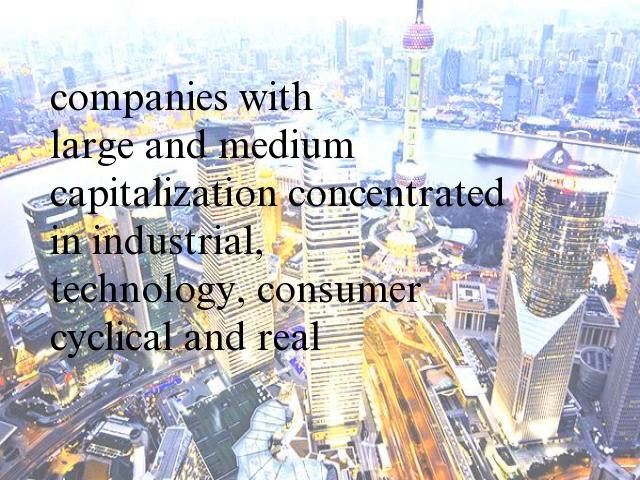 companies with
large and medium
capitalization concentrated
in industrial,
technology, consumer
cyclical and real